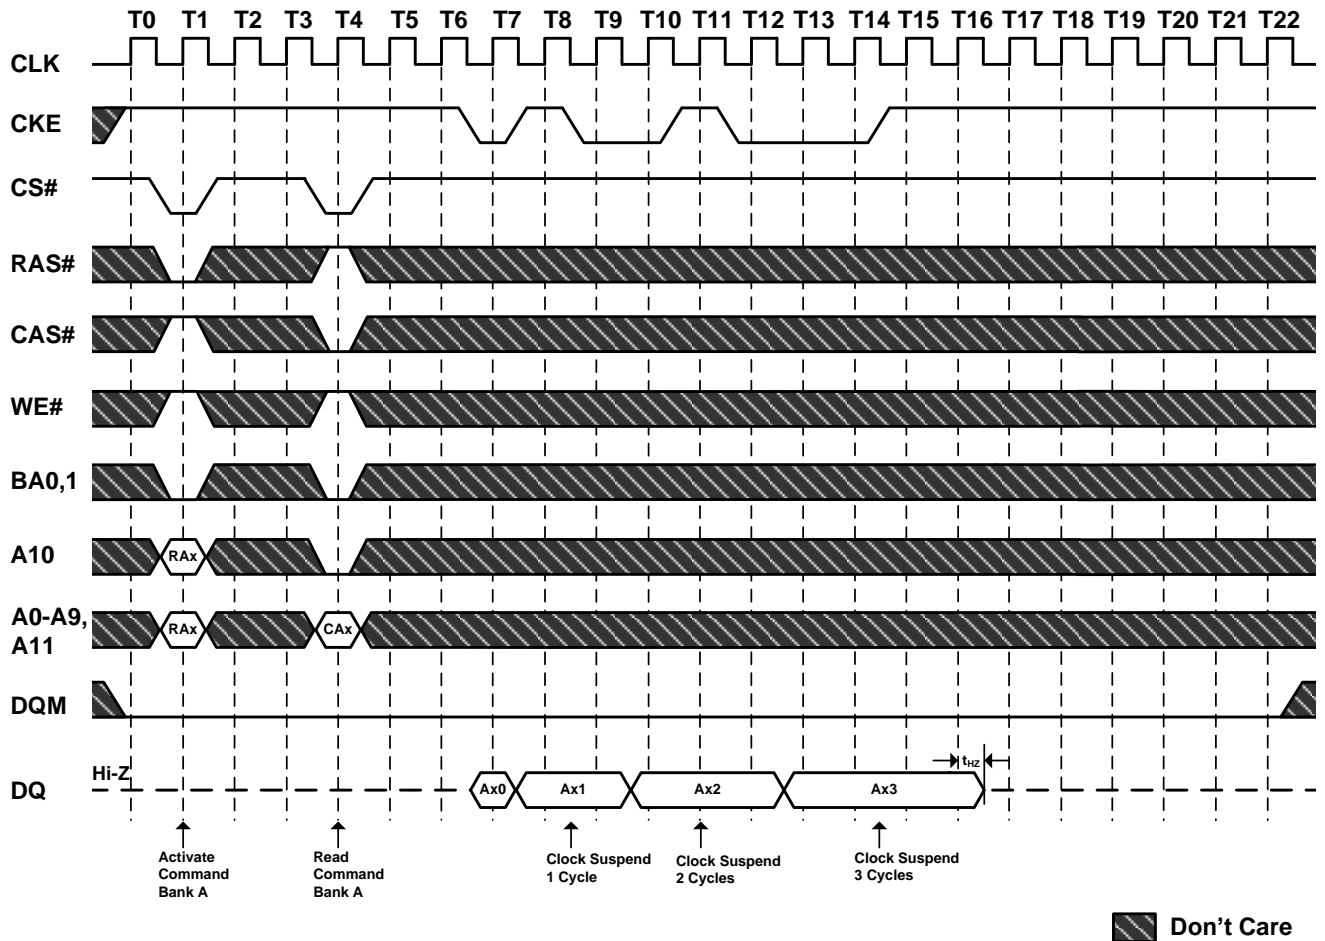 T0 T1 T2 T3 T4 T5 T6 T7 T8 T9 T10 T11 T12 T13 T14 T15 T16 T17 T18 T19 T20 T21 T22
CLK
CKE
CS#
RAS#
CAS#
WE#
BA0,1
A10
RAx
A0-A9,
A11
RAx
CAx
DQM
DQ
Hi-Z
Ax0
Ax1
Ax2
Ax3
tHZ
Activate
Command
Bank A
Read
Command
Bank A
Clock Suspend
1 Cycle
Clock Suspend
2 Cycles
Clock Suspend
3 Cycles
Don't Care